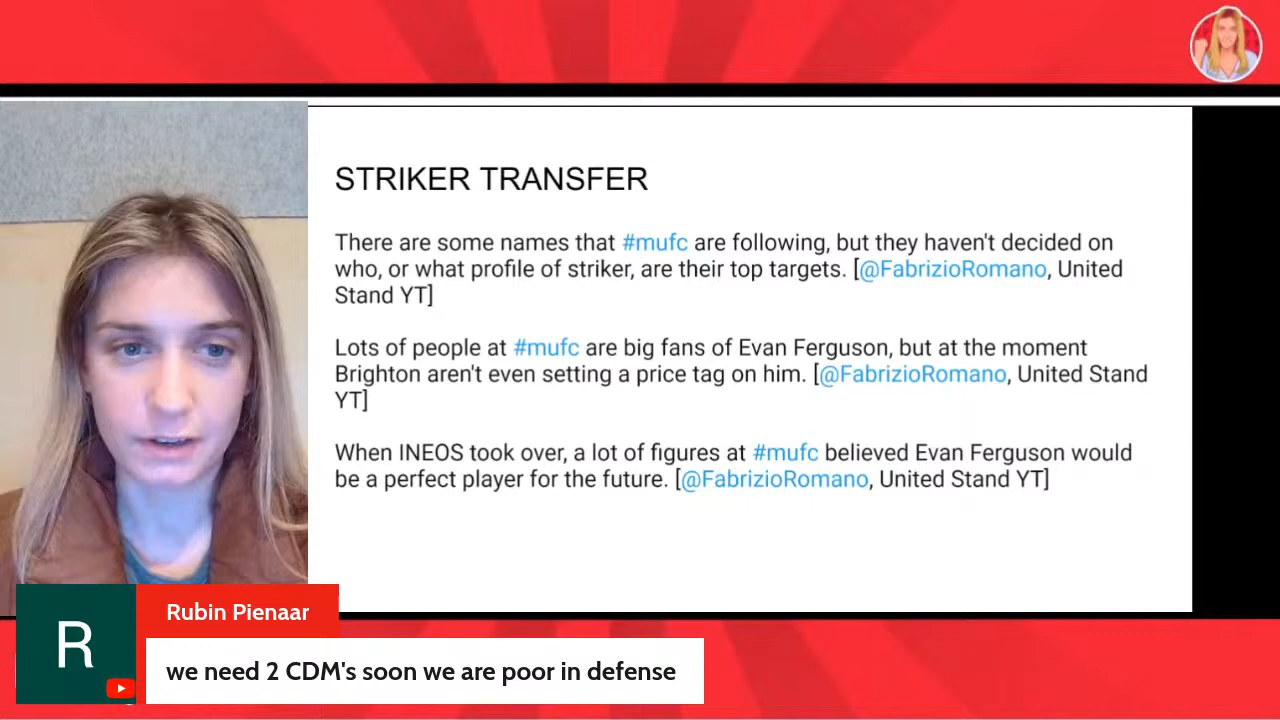 STRIKER TRANSFER
There are some names that #mufc are following, but they haven't decided on
who, or what profile of striker, are their top targets. [@FabrizioRomano, United
Stand YT]
Lots of people at #mufc are big fans of Evan Ferguson, but at the moment
Brighton aren't even setting a price tag on him. [@FabrizioRomano, United Stand
YT]
When INEOS took over, a lot of figures at #mufc believed Evan Ferguson would
be a perfect player for the future. [@FabrizioRomano, United Stand YT]
R
Rubin Pienaar
we need 2 CDM's soon we are poor in defense